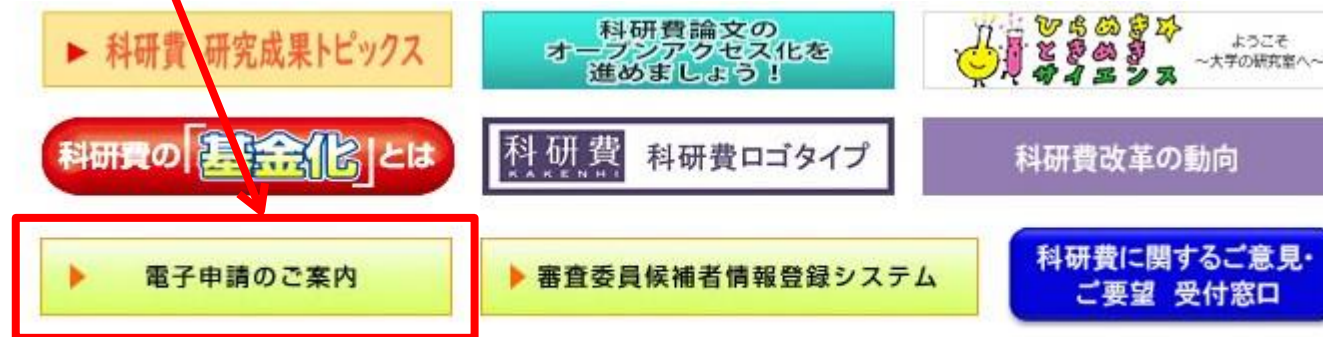 ▶ 科研費 研究成果トピックス
科研費論文の
オープンアクセス化を
進めましょう！
ひらめき☆
ときめき
サイエンス
ようこそ
～大学の研究室へ～
科研費の「基金化」とは
科研費
KAKENHI
科研費ロゴタイプ
科研費改革の動向
▶ 電子申請のご案内
▶ 審査委員候補者情報登録システム
科研費に関するご意見・
ご要望 受付窓口